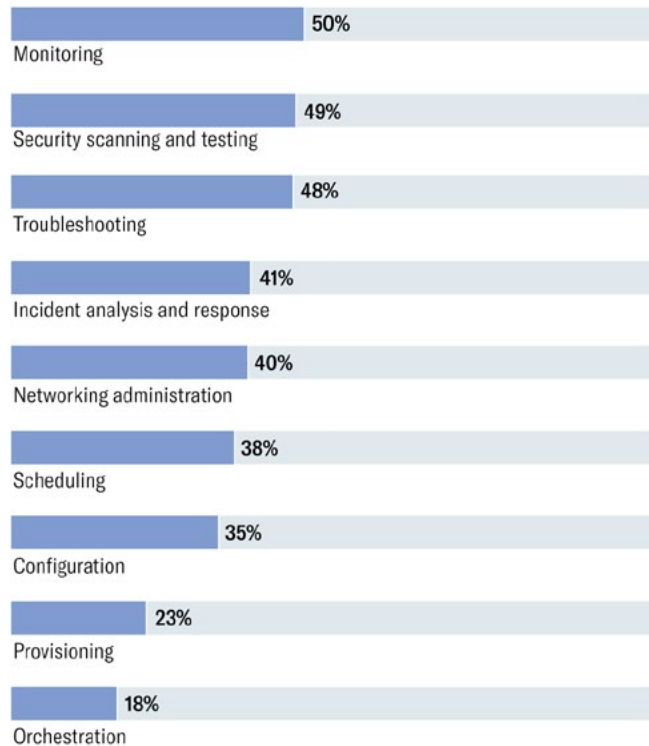 50%
Monitoring
49%
Security scanning and testing
48%
Troubleshooting
41%
Incident analysis and response
40%
Networking administration
38%
Scheduling
35%
Configuration
23%
Provisioning
18%
Orchestration